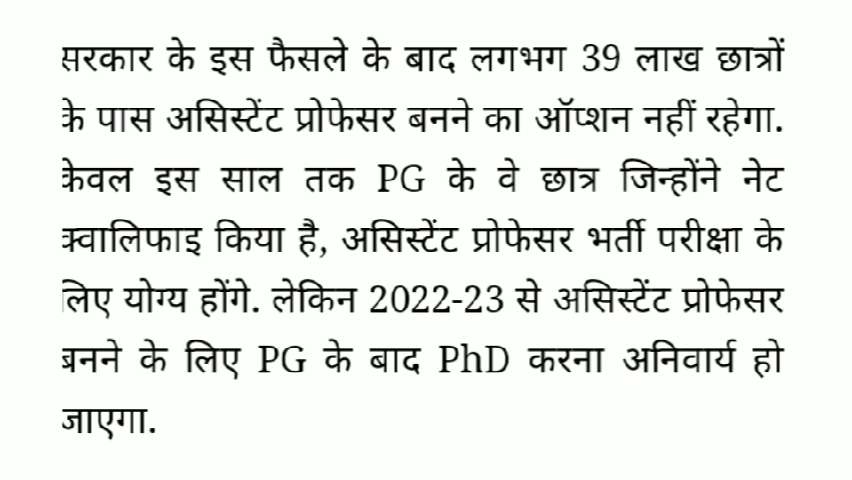 सरकार के इस फैसले के बाद लगभग 39 लाख छात्रों
के पास असिस्टेंट प्रोफेसर बनने का ऑप्शन नहीं रहेगा.
केवल इस साल तक PG के वे छात्र जिन्होंने नेट
क्वालिफाइ किया है, असिस्टेंट प्रोफेसर भर्ती परीक्षा के
लिए योग्य होंगे. लेकिन 2022-23 से असिस्टेंट प्रोफेसर
बनने के लिए PG के बाद PhD करना अनिवार्य हो
जाएगा.